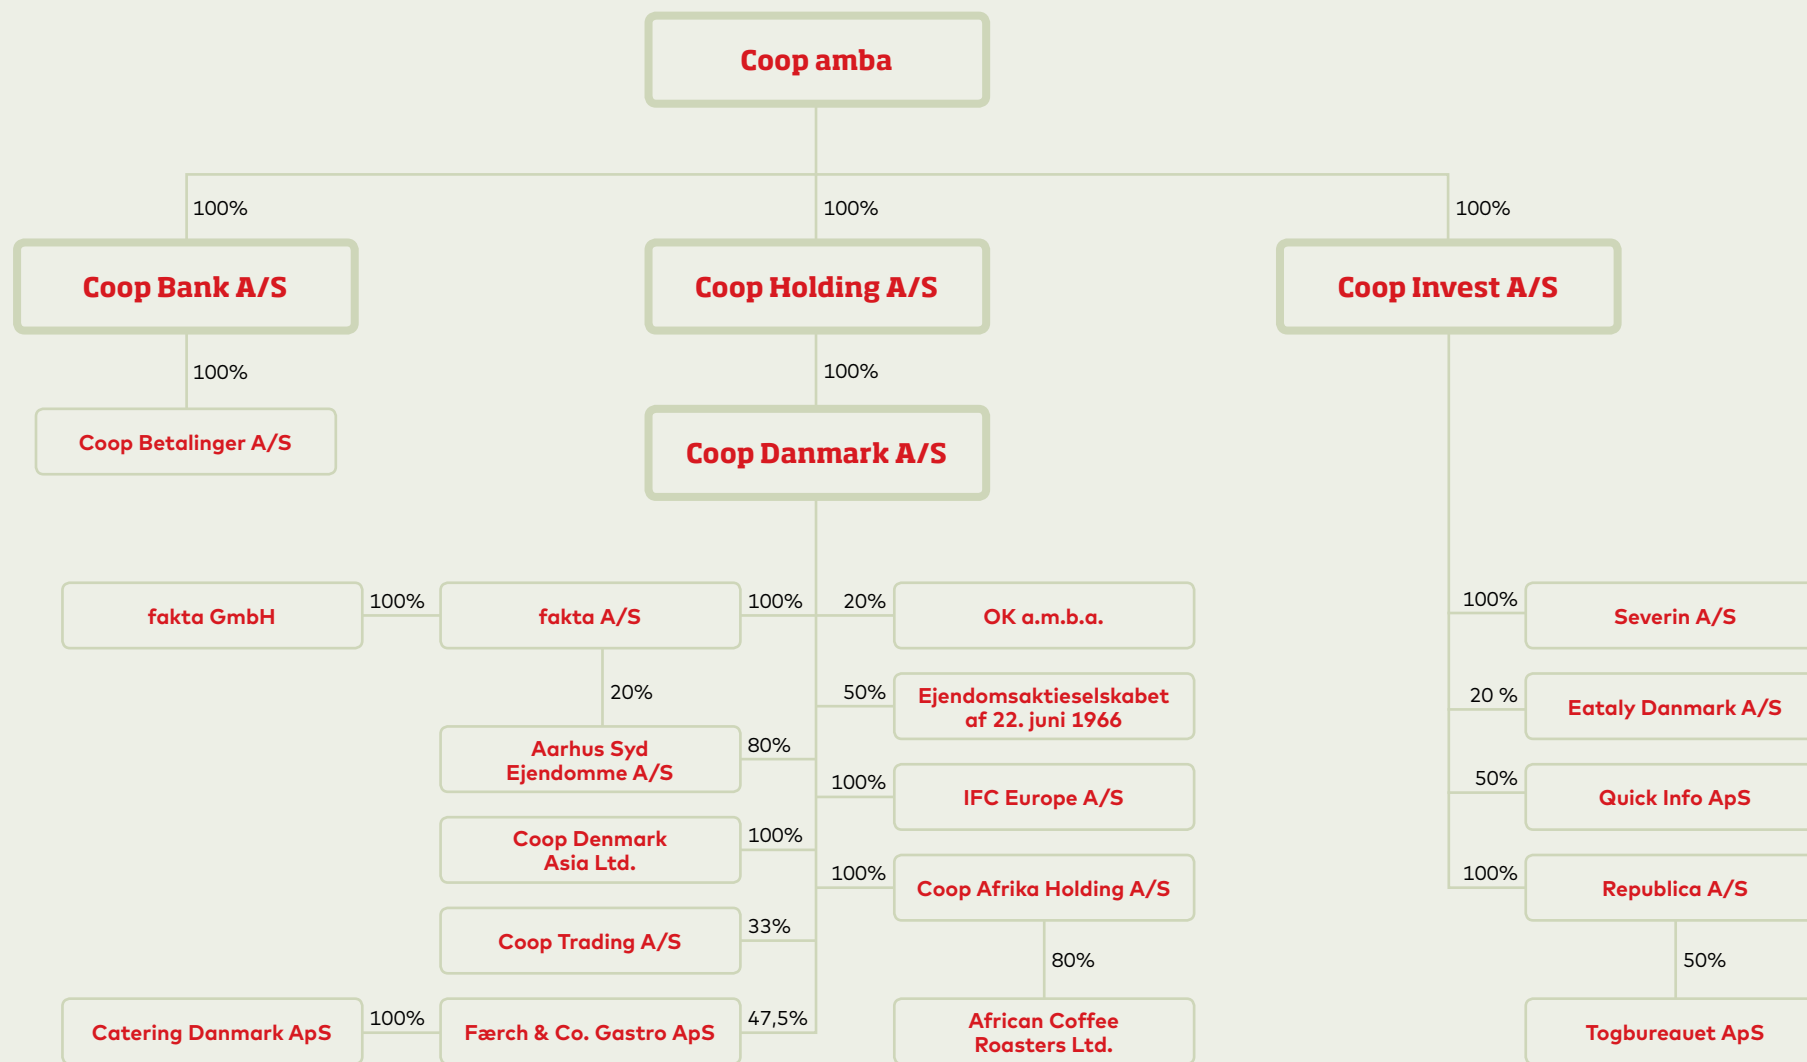 Coop amba
100%
100%
100%
Coop Bank A/S
Coop Holding A/S
Coop Invest A/S
100%
100%
Coop Betalinger A/S
Coop Danmark A/S
fakta GmbH
100%
fakta A/S
100%
20%
OK a.m.b.a.
100%
Severin A/S
20%
50%
Ejendomsaktieselskabet
af 22. juni 1966
20 %
Eataly Danmark A/S
Aarhus Syd
Ejendomme A/S
80%
100%
IFC Europe A/S
50%
Quick Info ApS
Coop Denmark
Asia Ltd.
100%
100%
Coop Afrika Holding A/S
100%
Republica A/S
Coop Trading A/S
33%
80%
50%
Catering Danmark ApS
100%
Færch & Co. Gastro ApS
47,5%
African Coffee
Roasters Ltd.
Togbureauet ApS